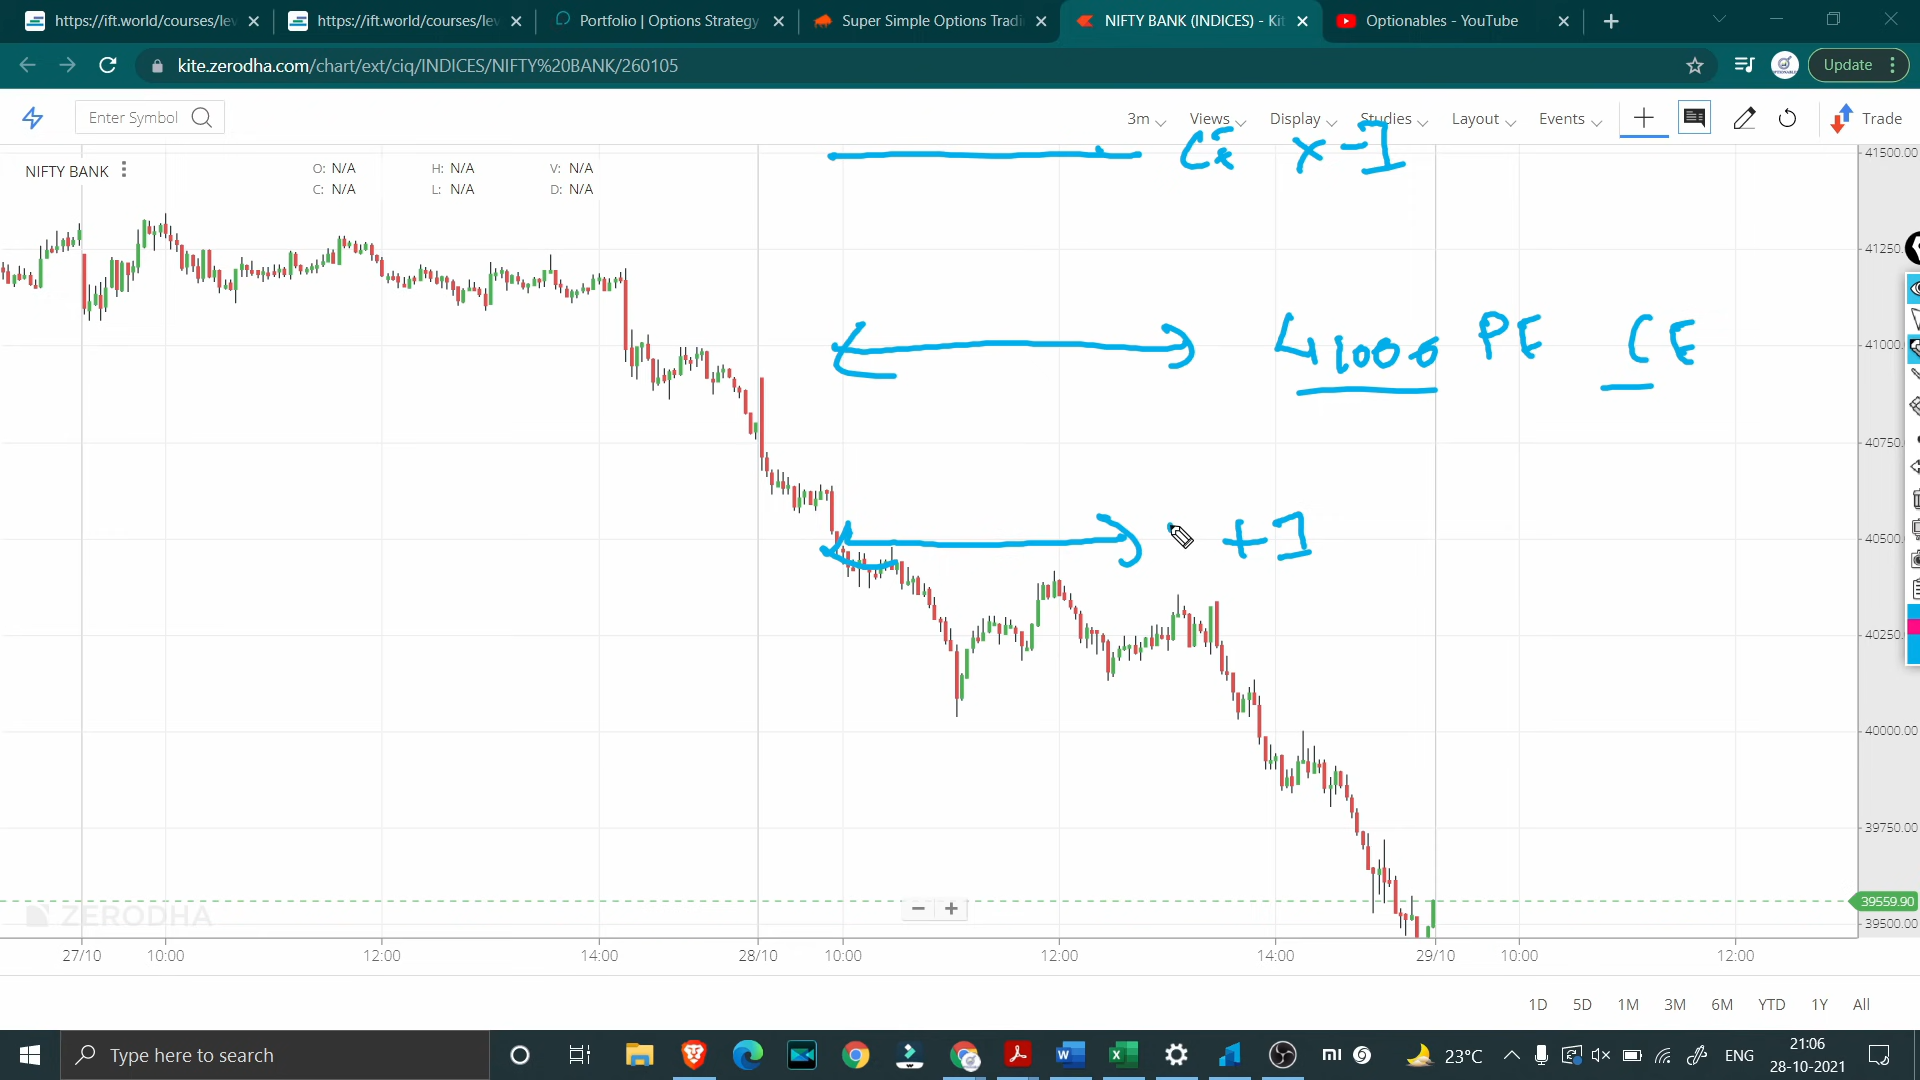 https://ift.world/courses/lev
https://ift.world/courses/lev
Portfolio | Options Strategy
Super Simple Options Tradi
NIFTY BANK (INDICES) - Kit
Optionables - YouTube
kite.zerodha.com/chart/ext/ciq/INDICES/NIFTY%20BANK/260105
Update
Enter Symbol
3m
Views
Display
Studies
Layout
Events
Trade
CE x -1
NIFTY BANK
O: N/A H: N/A V: N/A
C: N/A L: N/A D: N/A
41500.00
41250.
41000.
40750.
40500.
40250.
40000.00
39750.00
39559.90
39500.00
41000 PE CE
+1
ZERODHA
27/10 10:00 12:00 14:00 28/10 10:00 12:00 14:00 29/10 10:00 12:00
1D 5D 1M 3M 6M YTD 1Y All
Type here to search
23°C
ENG
21:06
28-10-2021